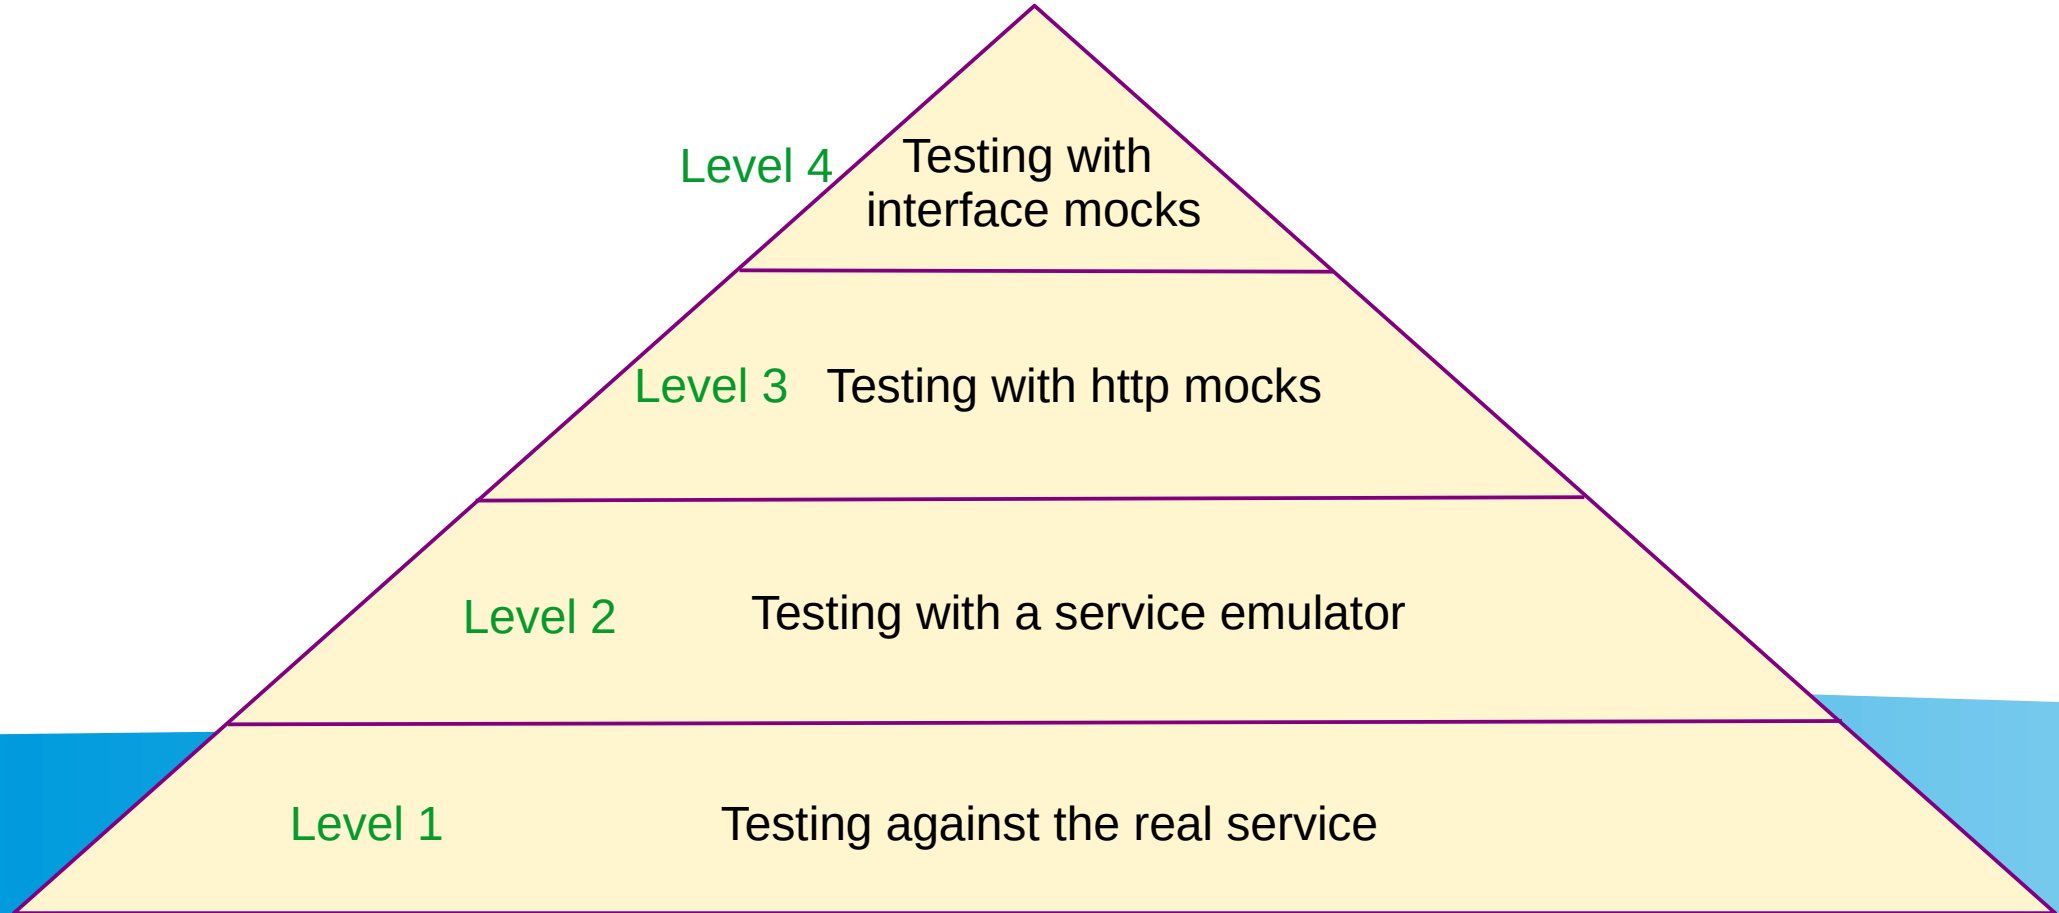 Level 4
Testing with
interface mocks
Level 3 Testing with http mocks
Level 2 Testing with a service emulator
Level 1 Testing against the real service